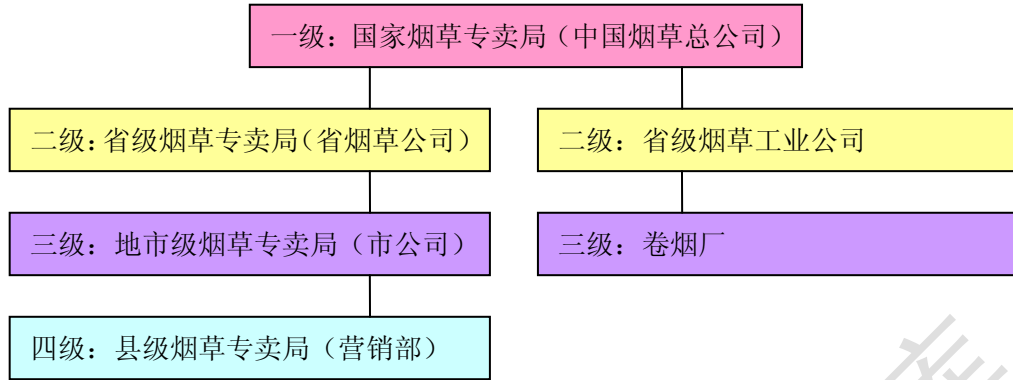 一级：国家烟草专卖局（中国烟草总公司）
二级：省级烟草专卖局（省烟草公司）
二级：省级烟草工业公司
三级：地市级烟草专卖局（市公司）
三级：卷烟厂
四级：县级烟草专卖局（营销部）